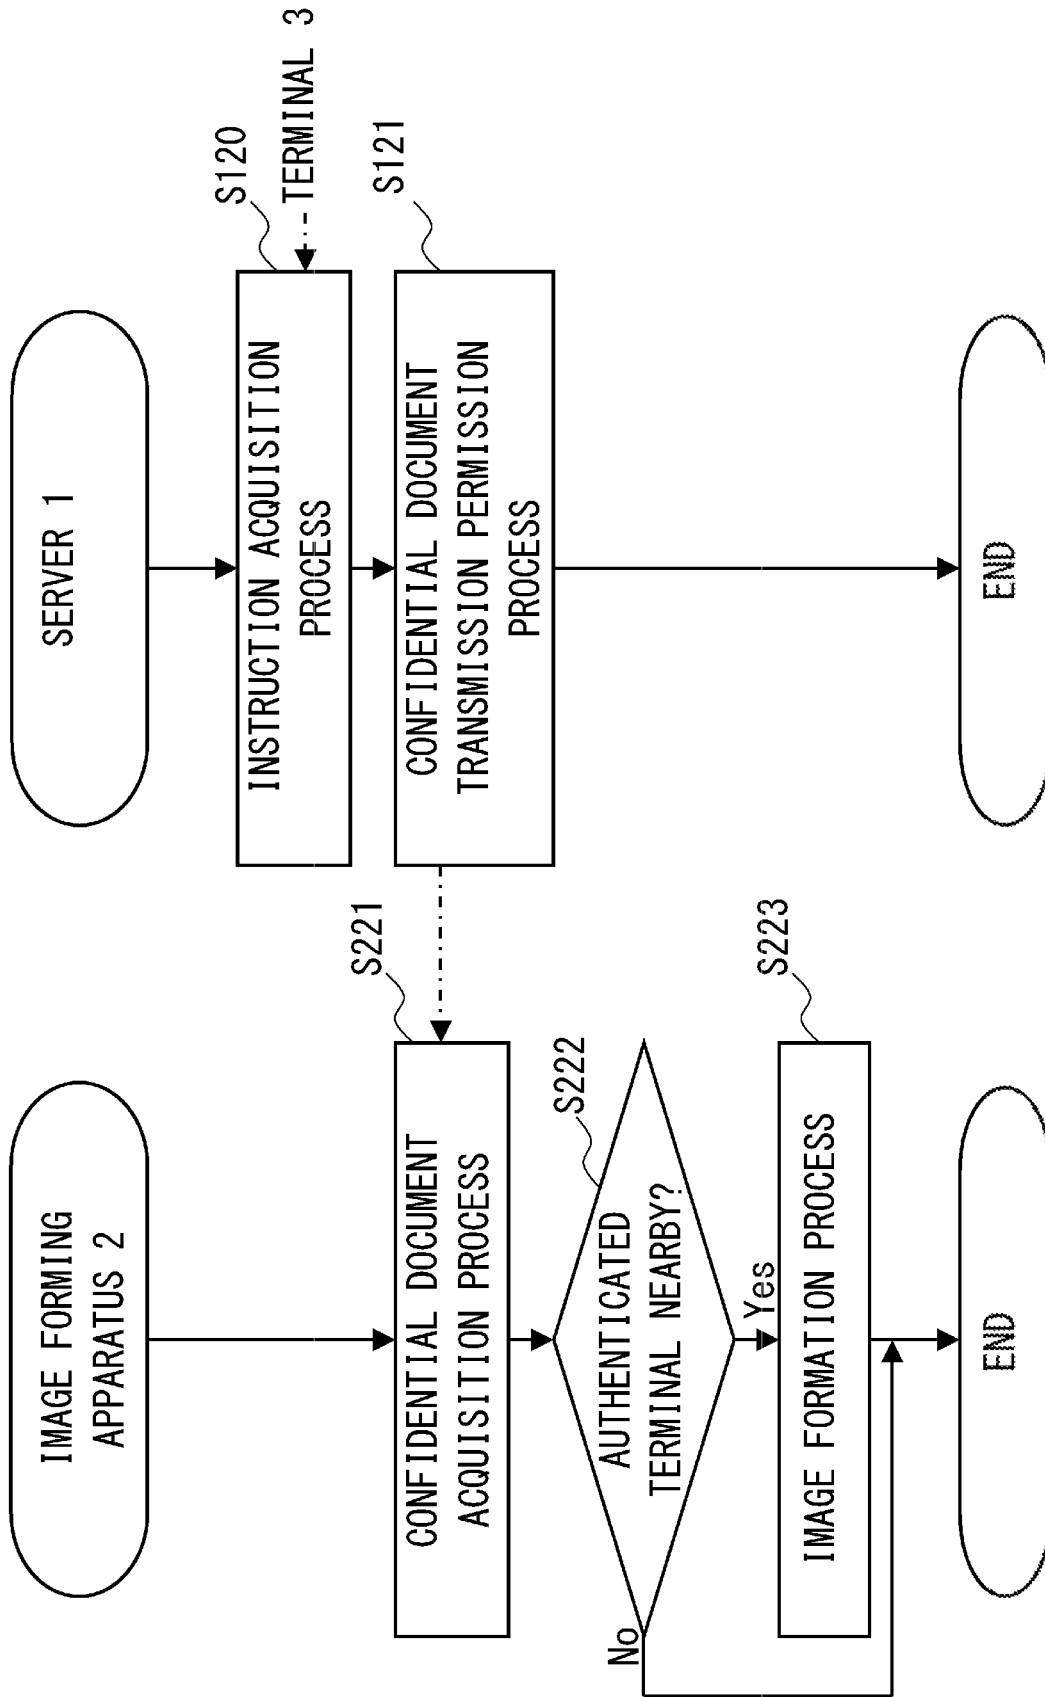 IMAGE FORMING
APPARATUS 2
SERVER 1
S120
INSTRUCTION ACQUISITION
PROCESS
TERMINAL 3
S221
CONFIDENTIAL DOCUMENT
ACQUISITION PROCESS
S121
CONFIDENTIAL DOCUMENT
TRANSMISSION PERMISSION
PROCESS
S222
AUTHENTICATED
TERMINAL NEARBY?
No
Yes
S223
IMAGE FORMATION PROCESS
END
END